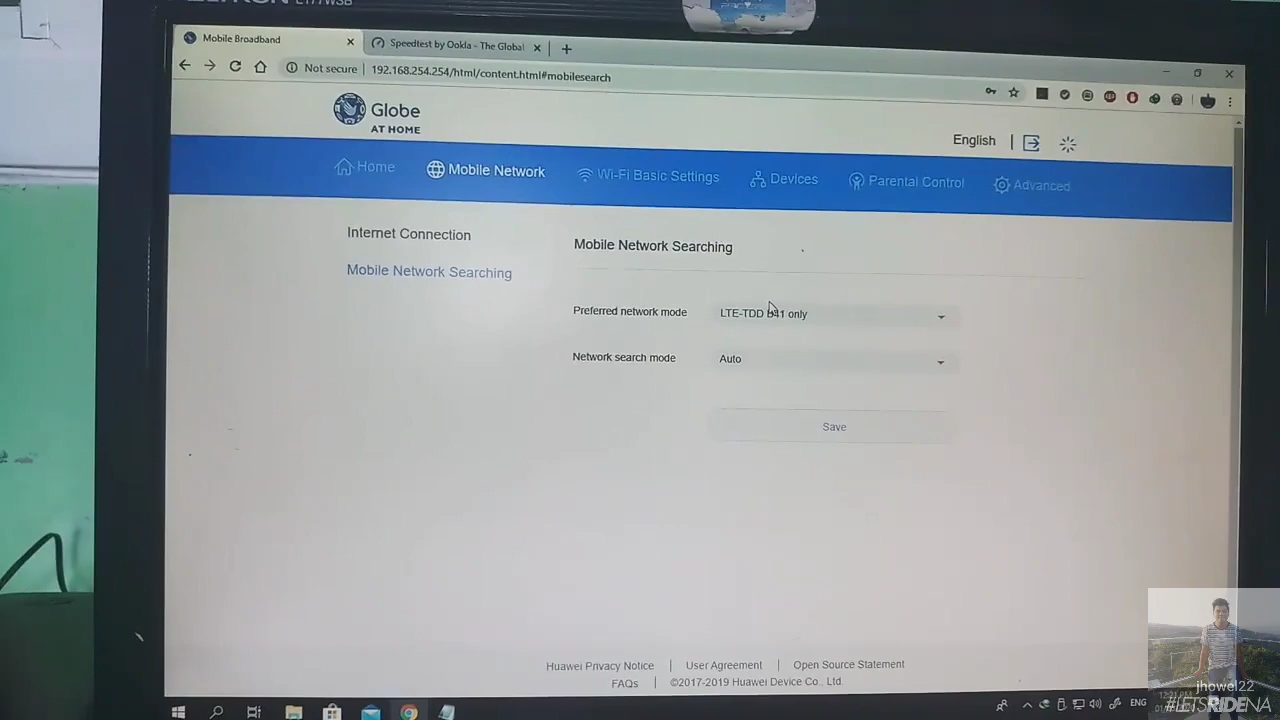 Mobile Broadband
Speedtest by Ookla - The Global
Not secure
192.168.254.254/html/content.html#mobilesearch
Globe
AT HOME
English
Home
Mobile Network
Wi-Fi Basic Settings
Devices
Parental Control
Advanced
Internet Connection
Mobile Network Searching
Mobile Network Searching
Preferred network mode
LTE-TDD B41 only
Network search mode
Auto
Save
Huawei Privacy Notice
User Agreement
Open Source Statement
FAQs
©2017-2019 Huawei Device Co., Ltd.
ENG
jhowel22
#LETSRIDENA